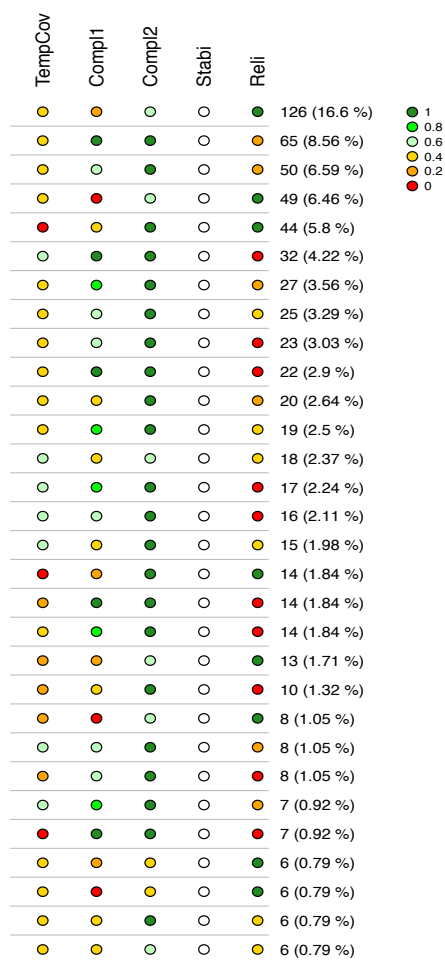 TempCov Compl1 Compl2 Stabi Reli
126 (16.6 %)
65 (8.56 %)
50 (6.59 %)
49 (6.46 %)
44 (5.8 %)
32 (4.22 %)
27 (3.56 %)
25 (3.29 %)
23 (3.03 %)
22 (2.9 %)
20 (2.64 %)
19 (2.5 %)
18 (2.37 %)
17 (2.24 %)
16 (2.11 %)
15 (1.98 %)
14 (1.84 %)
14 (1.84 %)
14 (1.84 %)
13 (1.71 %)
10 (1.32 %)
8 (1.05 %)
8 (1.05 %)
8 (1.05 %)
7 (0.92 %)
7 (0.92 %)
6 (0.79 %)
6 (0.79 %)
6 (0.79 %)
6 (0.79 %)
1
0.8
0.6
0.4
0.2
0